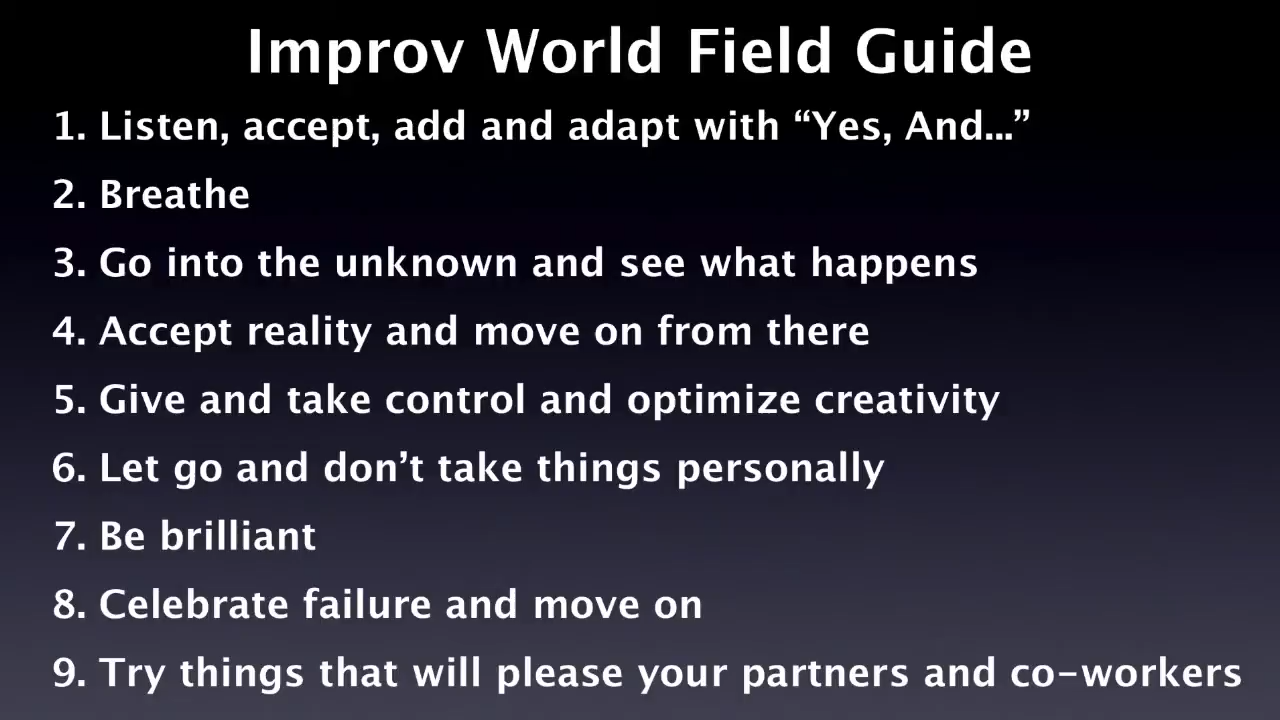 Improv World Field Guide
1. Listen, accept, add and adapt with “Yes, And...”
2. Breathe
3. Go into the unknown and see what happens
4. Accept reality and move on from there
5. Give and take control and optimize creativity
6. Let go and don’t take things personally
7. Be brilliant
8. Celebrate failure and move on
9. Try things that will please your partners and co-workers